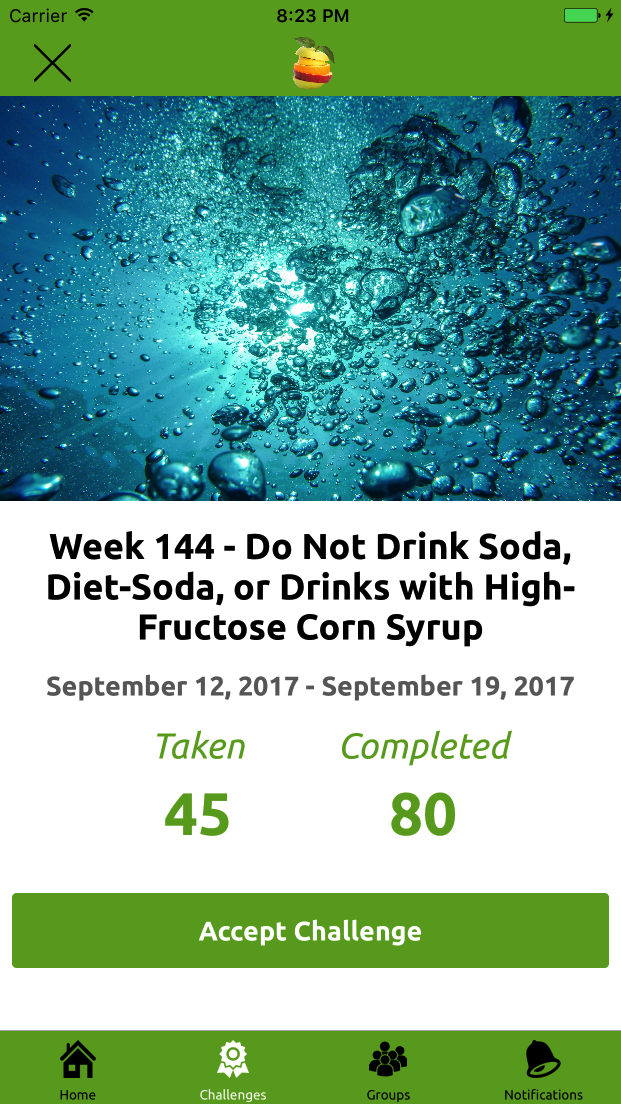 Carrier 8:23 PM
Week 144 - Do Not Drink Soda,
Diet-Soda, or Drinks with High-
Fructose Corn Syrup
September 12, 2017 - September 19, 2017
Taken Completed
45 80
Accept Challenge
Home Challenges Groups Notifications